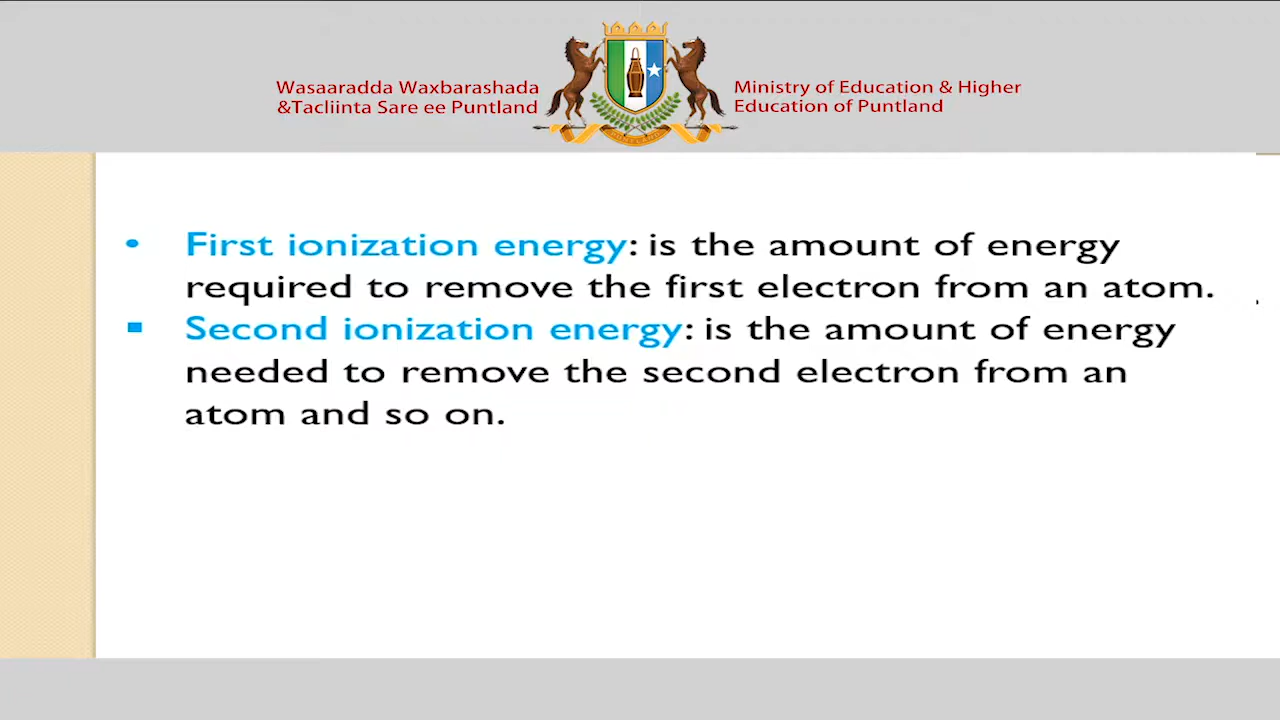 Wasaaradda Waxbarashada
&Tacliinta Sare ee Puntland
Ministry of Education & Higher
Education of Puntland
• First ionization energy: is the amount of energy
required to remove the first electron from an atom.
▪ Second ionization energy: is the amount of energy
needed to remove the second electron from an
atom and so on.